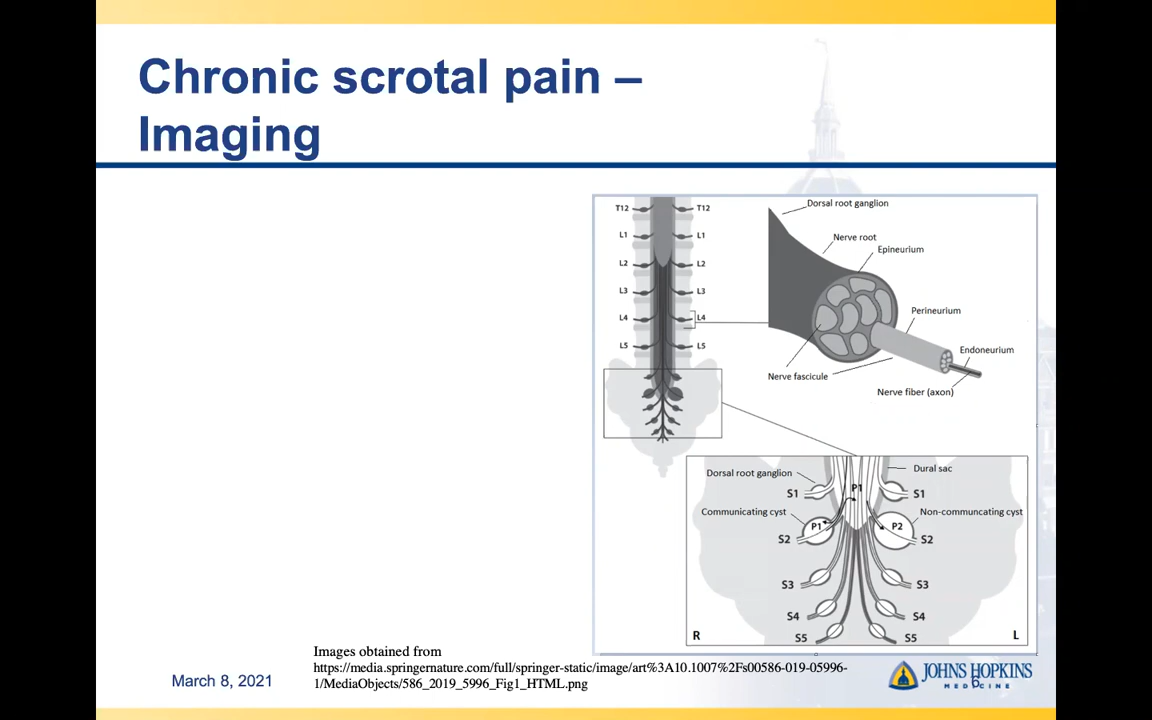 Chronic scrotal pain –
Imaging
T12 T12
L1 L1
L2 L2
L3 L3
L4 L4
L5 L5
Dorsal root ganglion
Nerve root
Epineurium
Perineurium
Endoneurium
Nerve fascicule
Nerve fiber (axon)
Dorsal root ganglion
Dural sac
P1
S1 S1
Communicating cyst
Non-communcating cyst
P1 P2
S2 S2
S3 S3
S4 S4
S5 S5
R L
Images obtained from
https://media.springernature.com/full/springer-static/image/art%3A10.1007%2Fs00586-019-05996-
1/MediaObjects/586_2019_5996_Fig1_HTML.png
March 8, 2021
JOHNS HOPKINS
MEDICINE
6